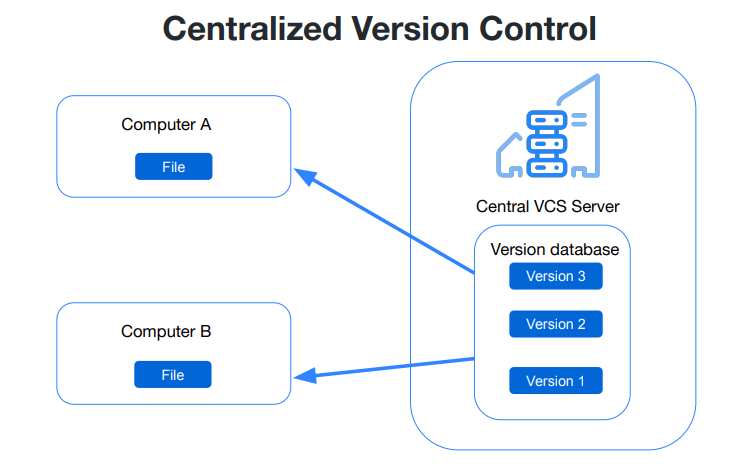 Centralized Version Control
Computer A
File
Computer B
File
Central VCS Server
Version database
Version 3
Version 2
Version 1